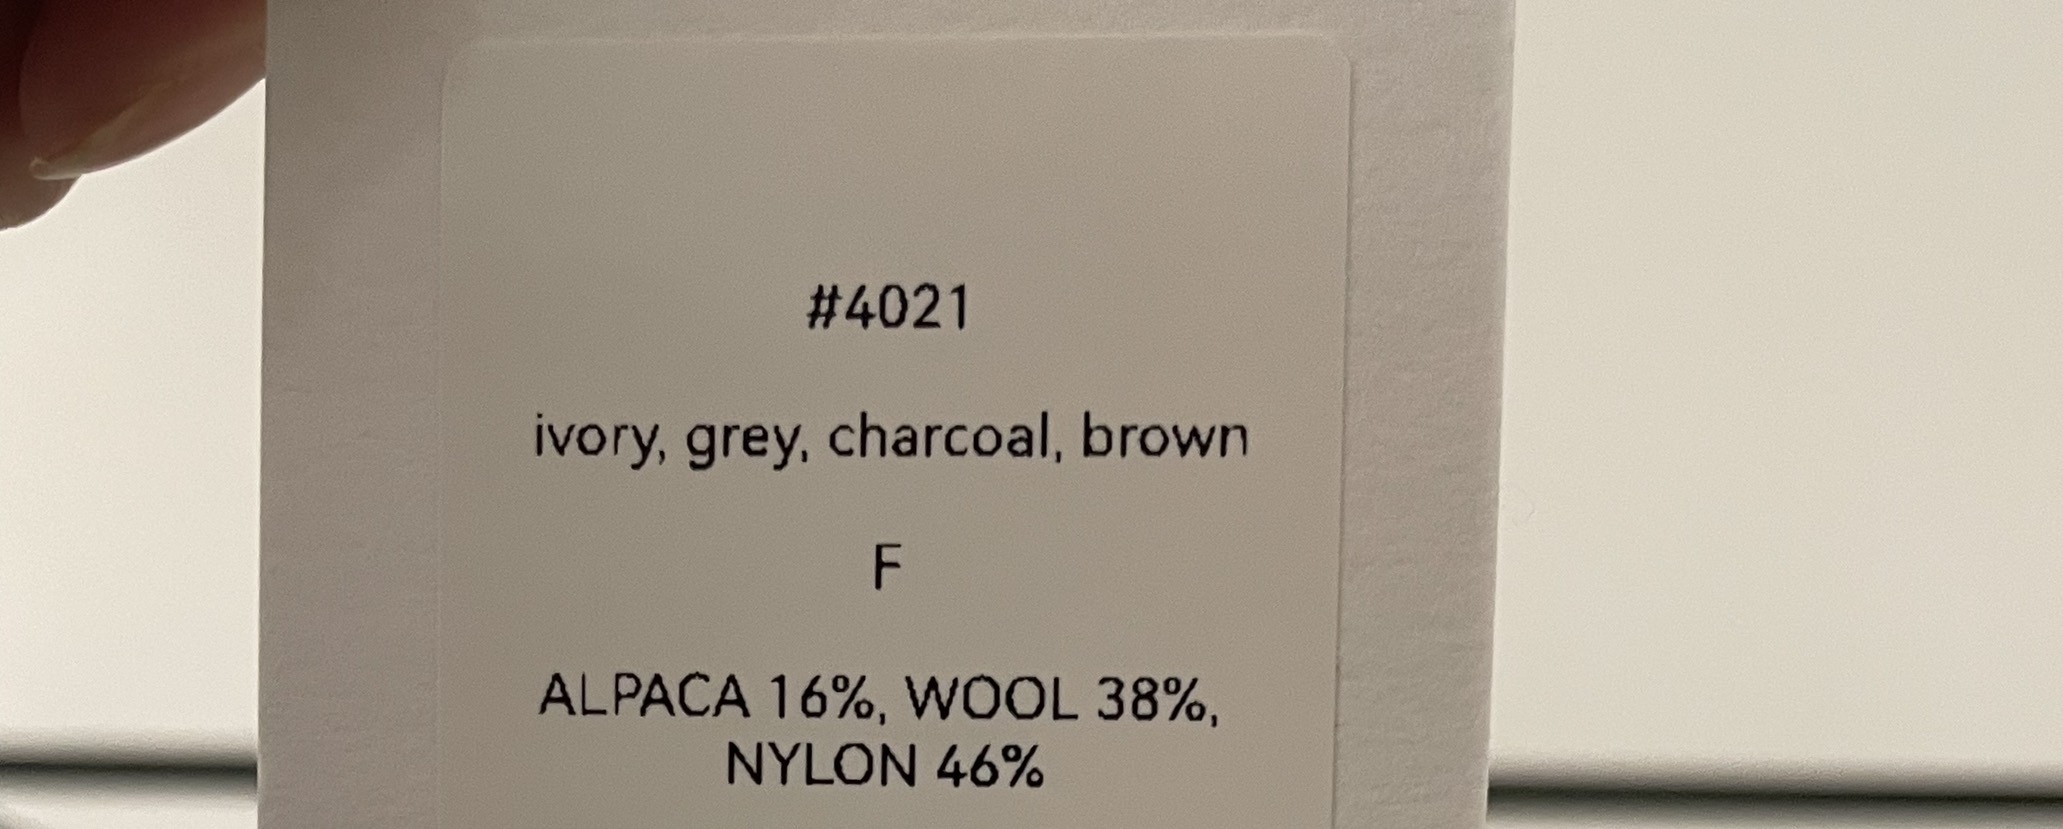 #4021
ivory, grey, charcoal, brown
F
ALPACA 16%, WOOL 38%,
NYLON 46%